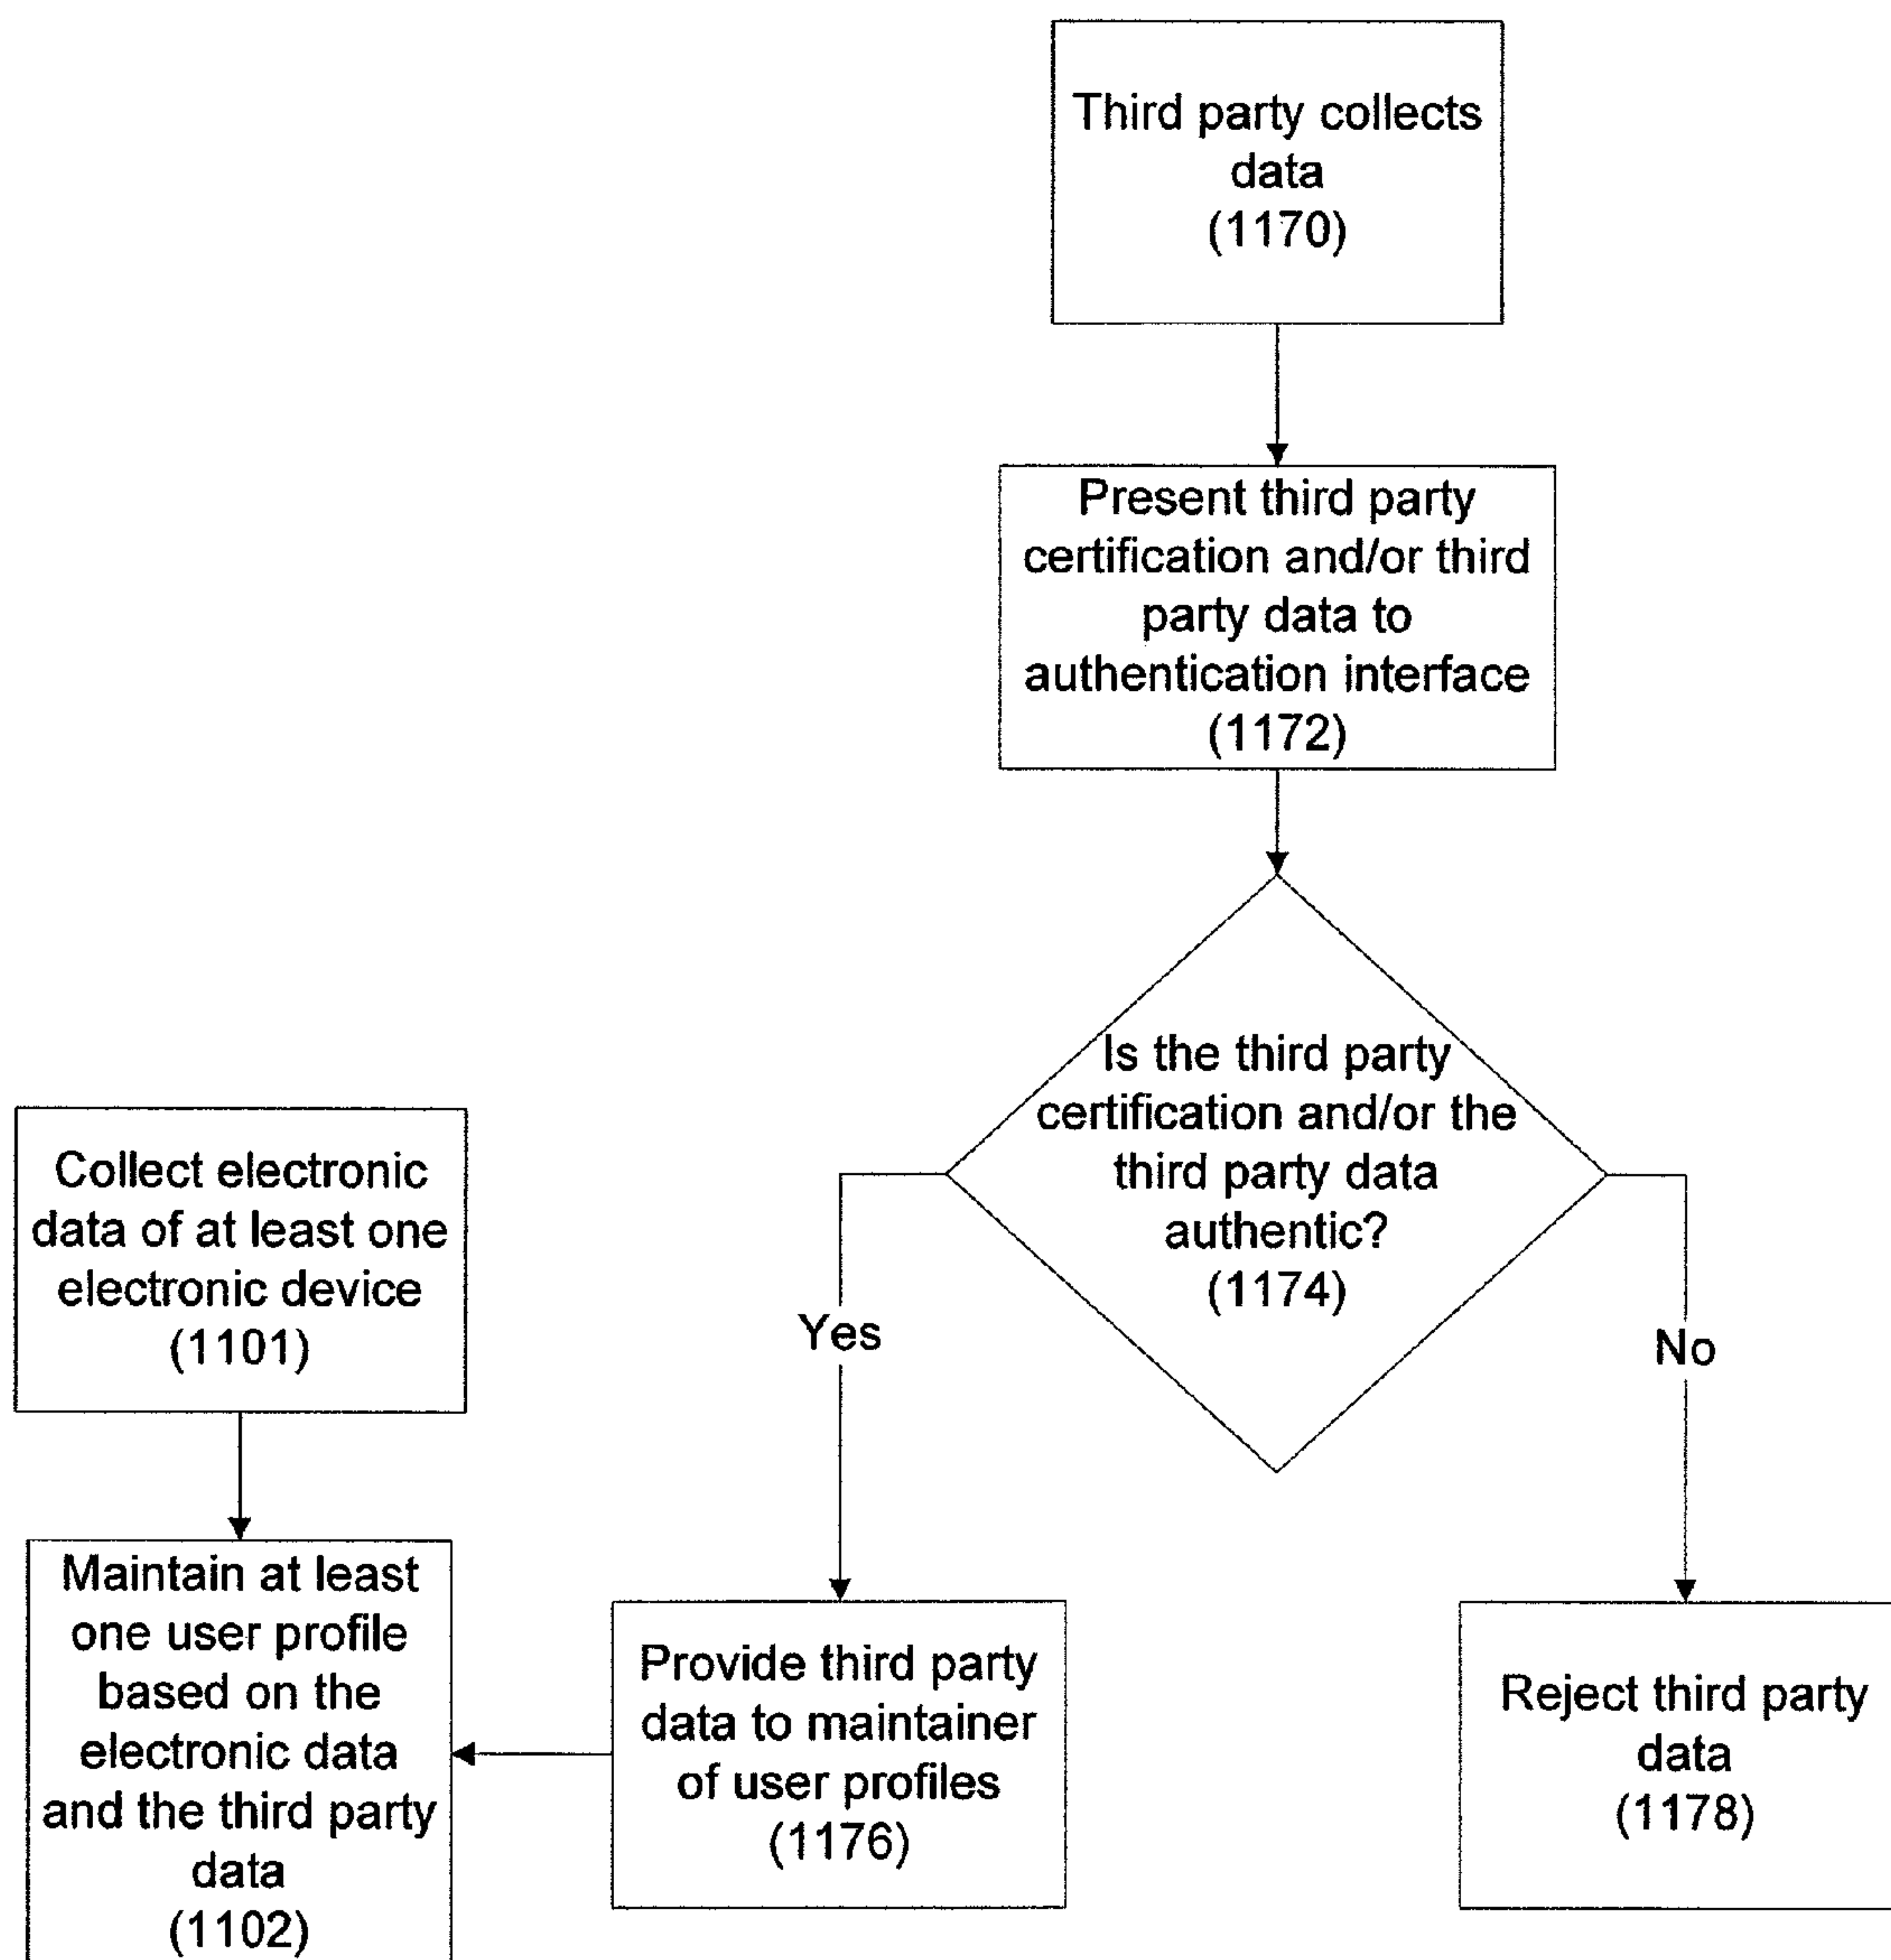 Third party collects
data
(1170)
Present third party
certification and/or third
party data to
authentication interface
(1172)
Is the third party
certification and/or the
third party data
authentic?
(1174)
Yes
No
Collect electronic
data of at least one
electronic device
(1101)
Maintain at least
one user profile
based on the
electronic data
and the third party
data
(1102)
Provide third party
data to maintainer
of user profiles
(1176)
Reject third party
data
(1178)